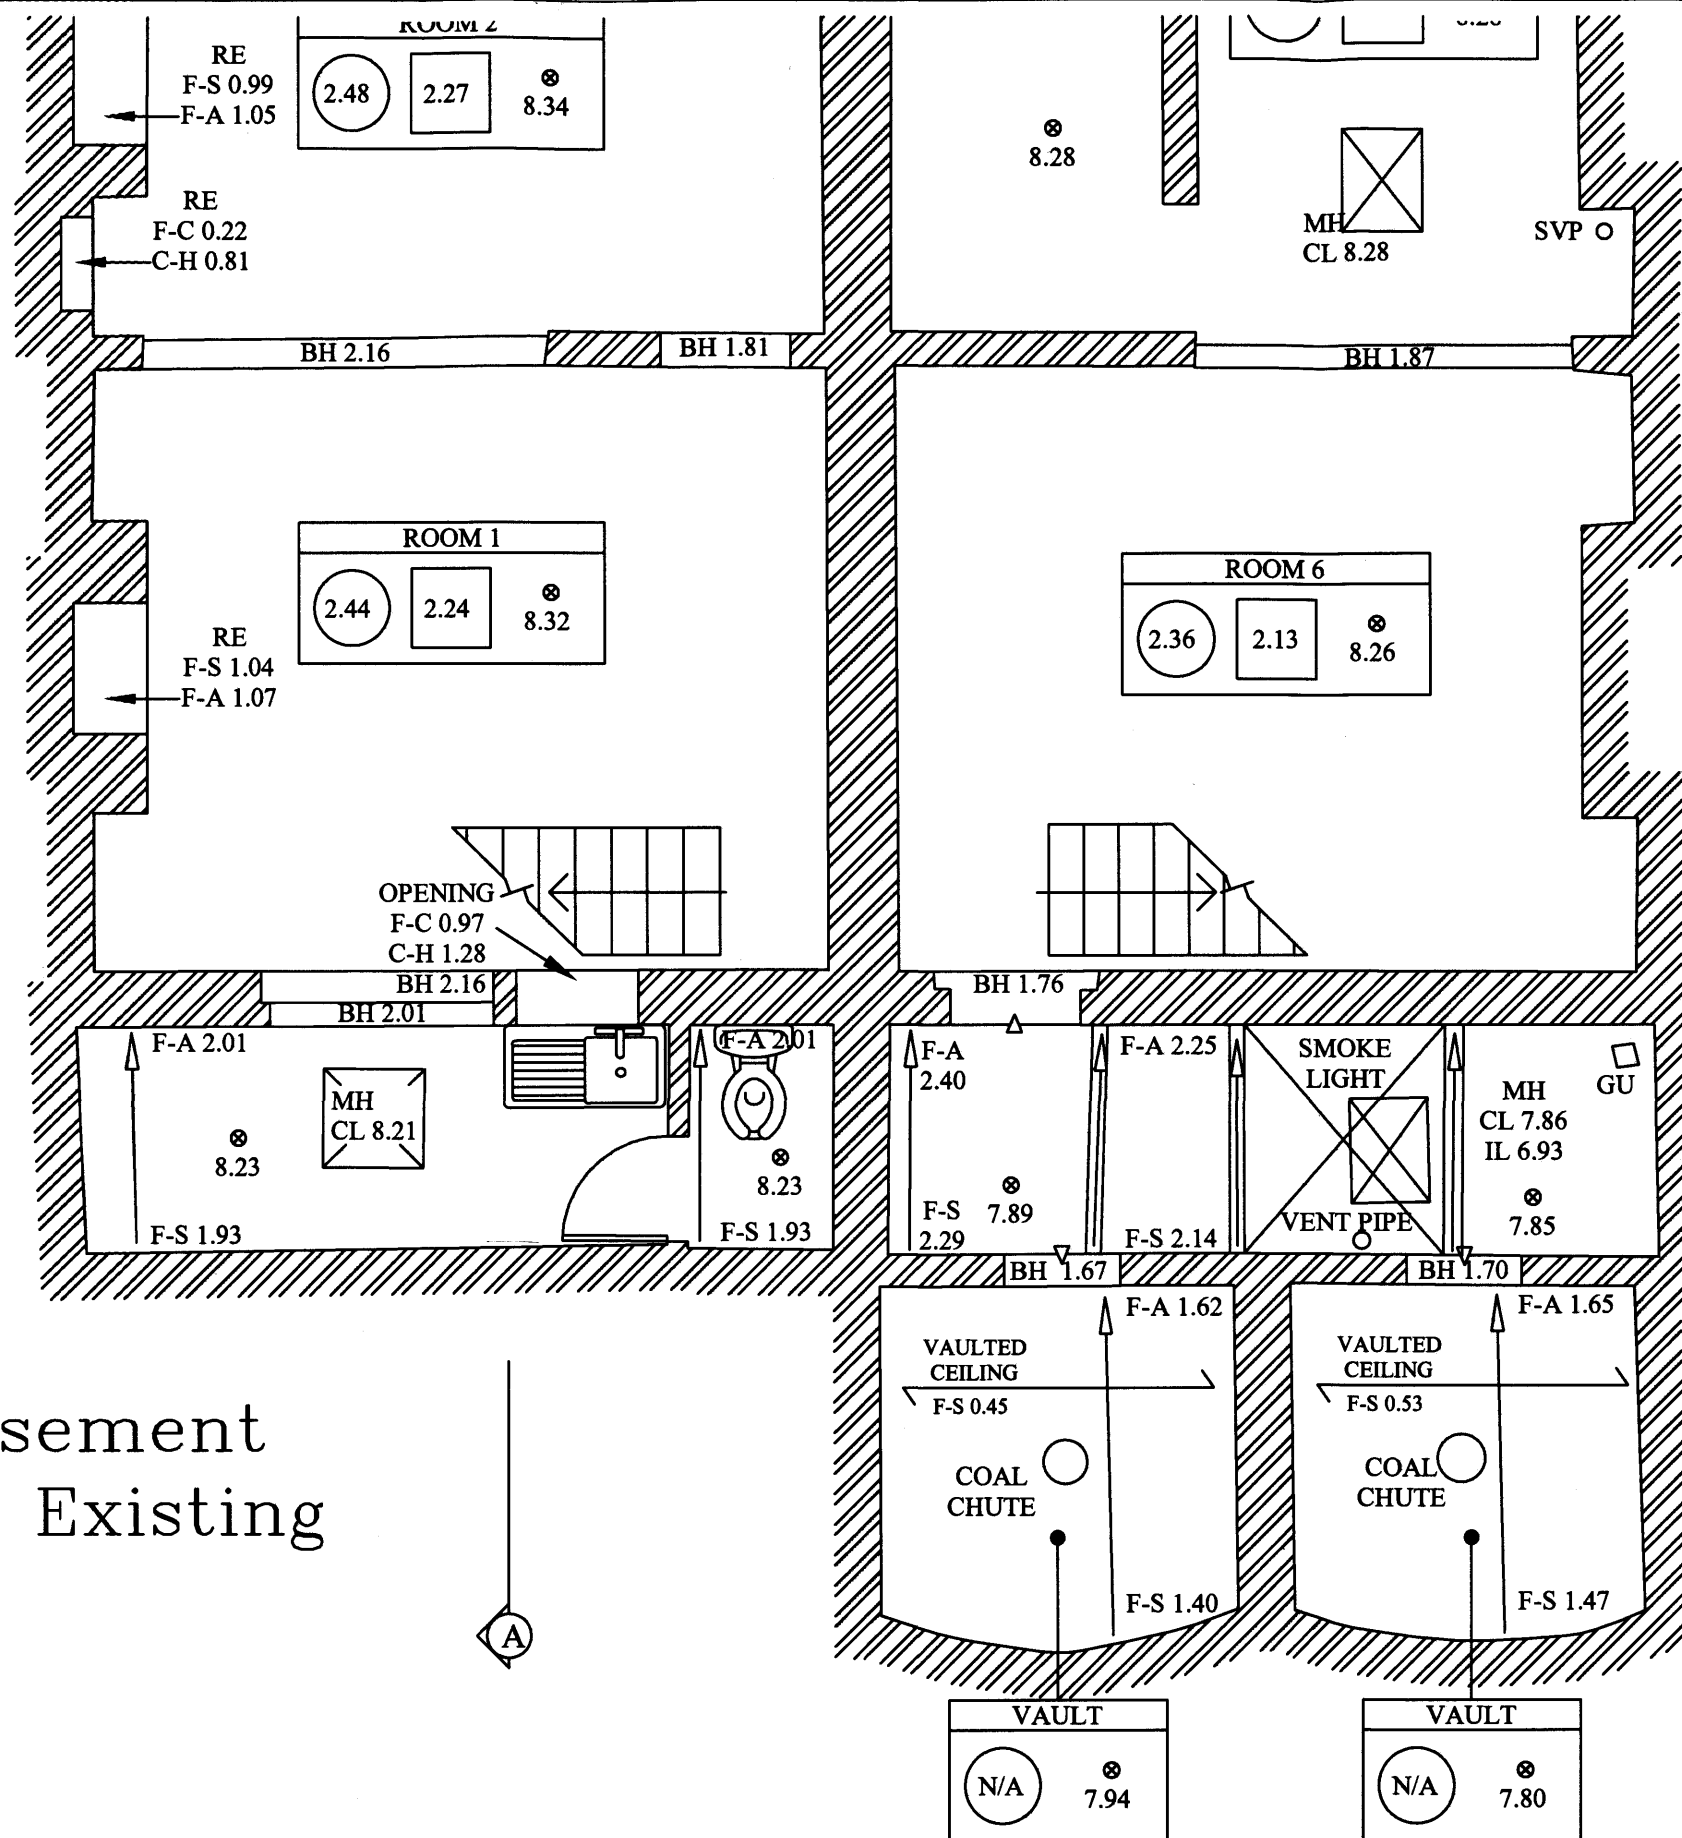 ROOM 2
RE
F-S 0.99
F-A 1.05
2.48
2.27
8.34
8.28
RE
F-C 0.22
C-H 0.81
MH
CL 8.28
SVP
BH 2.16
BH 1.81
BH 1.87
ROOM 1
2.44
2.24
8.32
ROOM 6
2.36
2.13
8.26
RE
F-S 1.04
F-A 1.07
OPENING
F-C 0.97
C-H 1.28
BH 2.16
BH 2.01
BH 1.76
F-A 2.01
MH
CL 8.21
8.23
F-S 1.93
F-A 2.01
8.23
F-S 1.93
F-A
2.40
F-S
2.29
7.89
F-A 2.25
F-S 2.14
SMOKE
LIGHT
VENT PIPE
MH
CL 7.86
IL 6.93
GU
7.85
BH 1.67
BH 1.70
F-A 1.62
VAULTED
CEILING
F-S 0.45
COAL
CHUTE
F-S 1.40
F-A 1.65
VAULTED
CEILING
F-S 0.53
COAL
CHUTE
F-S 1.47
sement
Existing
A
VAULT
N/A
7.94
VAULT
N/A
7.80